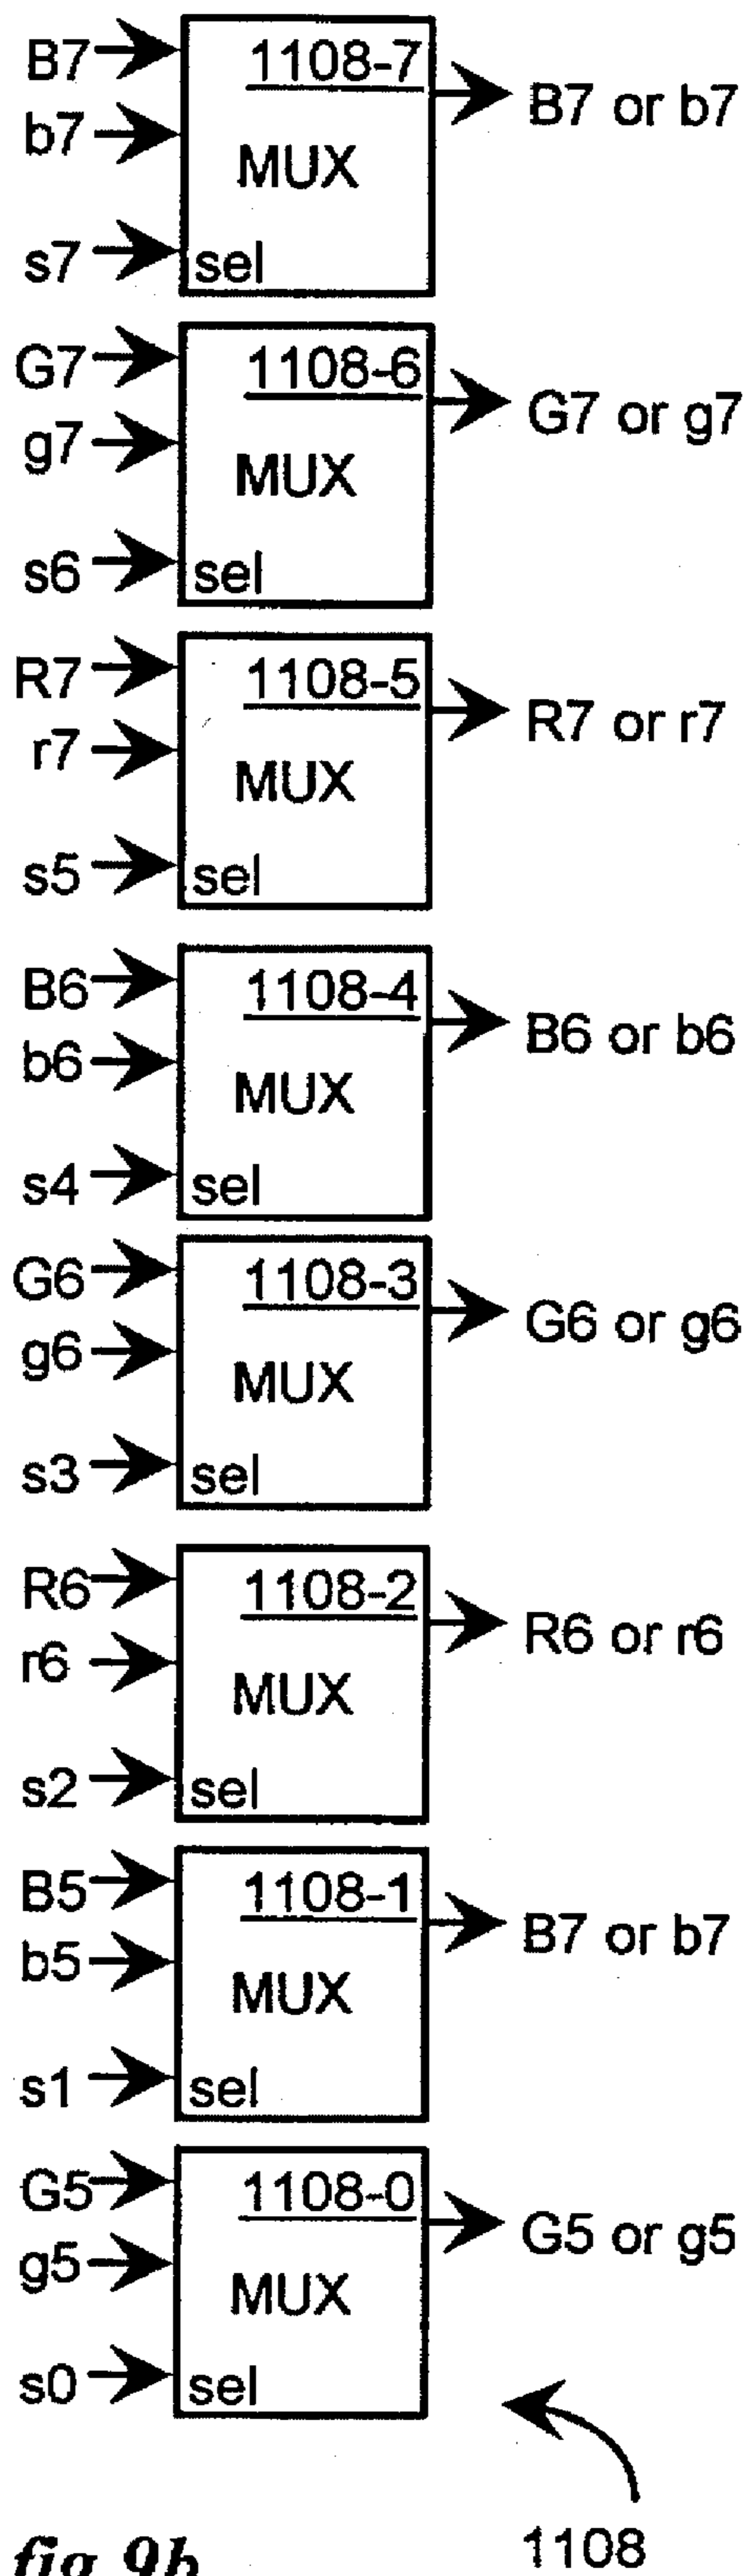 B7
1108-7
B7 or b7
b7
MUX
s7
sel
G7
1108-6
G7 or g7
g7
MUX
s6
sel
R7
1108-5
R7 or r7
r7
MUX
s5
sel
B6
1108-4
B6 or b6
b6
MUX
s4
sel
G6
1108-3
G6 or g6
g6
MUX
s3
sel
R6
1108-2
R6 or r6
r6
MUX
s2
sel
B5
1108-1
B7 or b7
b5
MUX
s1
sel
G5
1108-0
G5 or g5
g5
MUX
s0
sel
1108
fig 9b